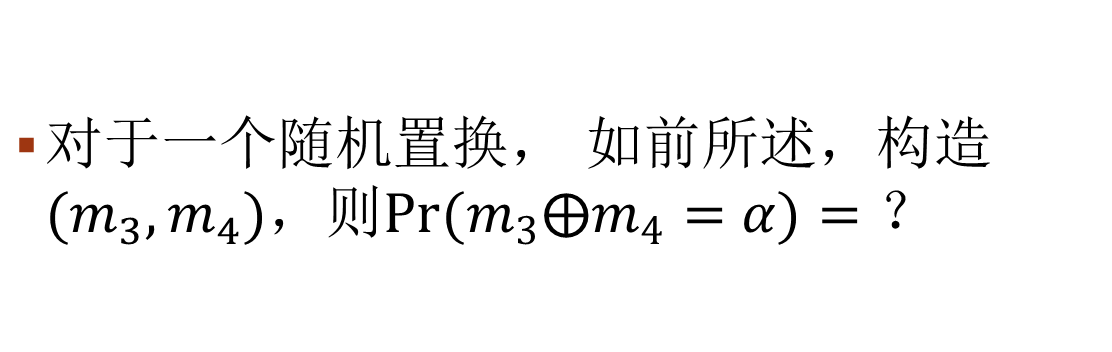 ▪对于一个随机置换， 如前所述，构造
(m₃, m₄)，则Pr(m₃⊕m₄ = α) = ？